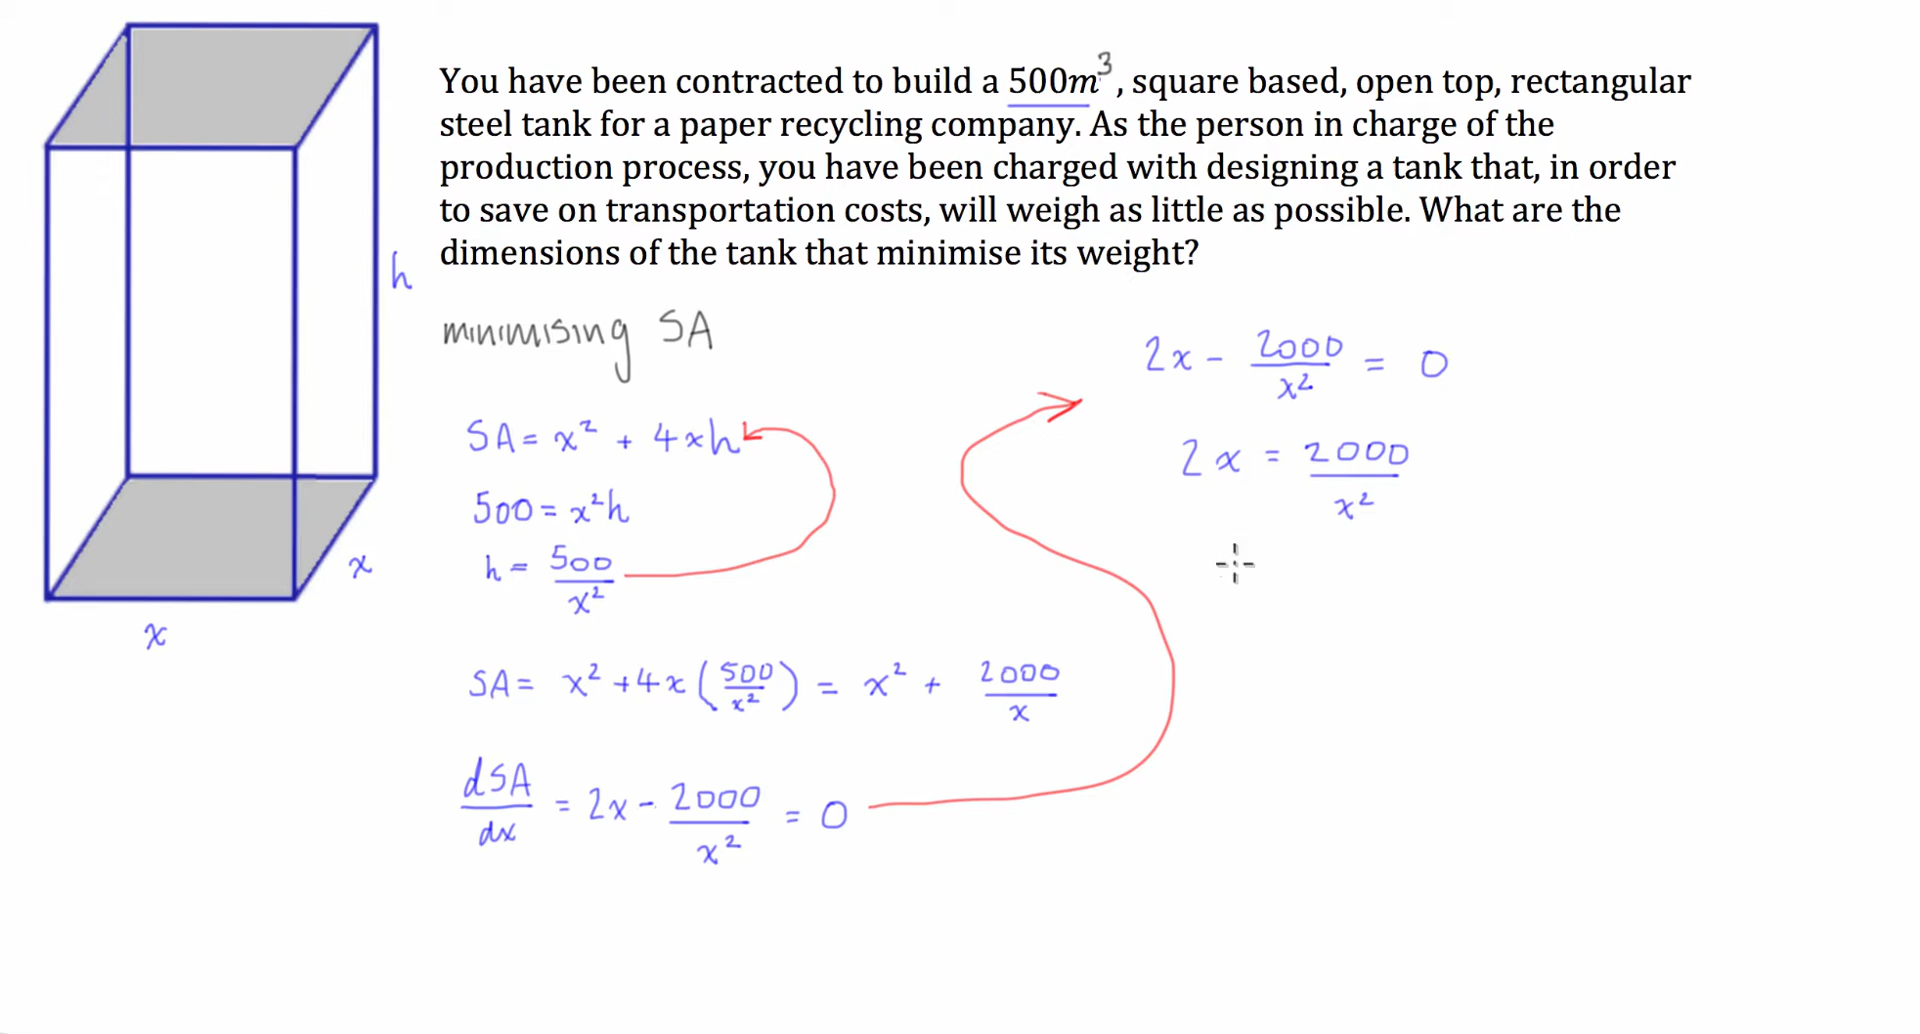 You have been contracted to build a 500m³, square based, open top, rectangular
steel tank for a paper recycling company. As the person in charge of the
production process, you have been charged with designing a tank that, in order
to save on transportation costs, will weigh as little as possible. What are the
dimensions of the tank that minimise its weight?
h
x
x
minimising SA
SA = x² + 4xh
500 = x²h
h = 500/x²
SA = x² + 4x(500/x²) = x² + 2000/x
dSA/dx = 2x - 2000/x² = 0
2x - 2000/x² = 0
2x = 2000/x²